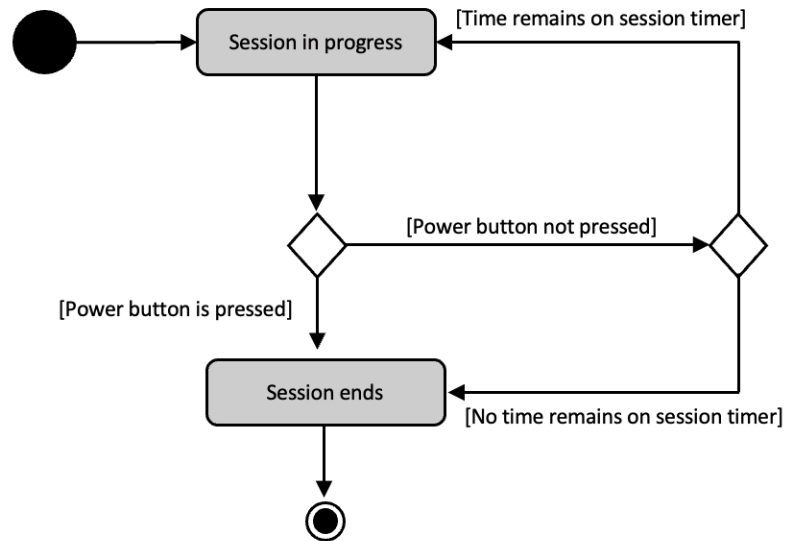 [Time remains on session timer]
Session in progress
[Power button not pressed]
[Power button is pressed]
Session ends
[No time remains on session timer]